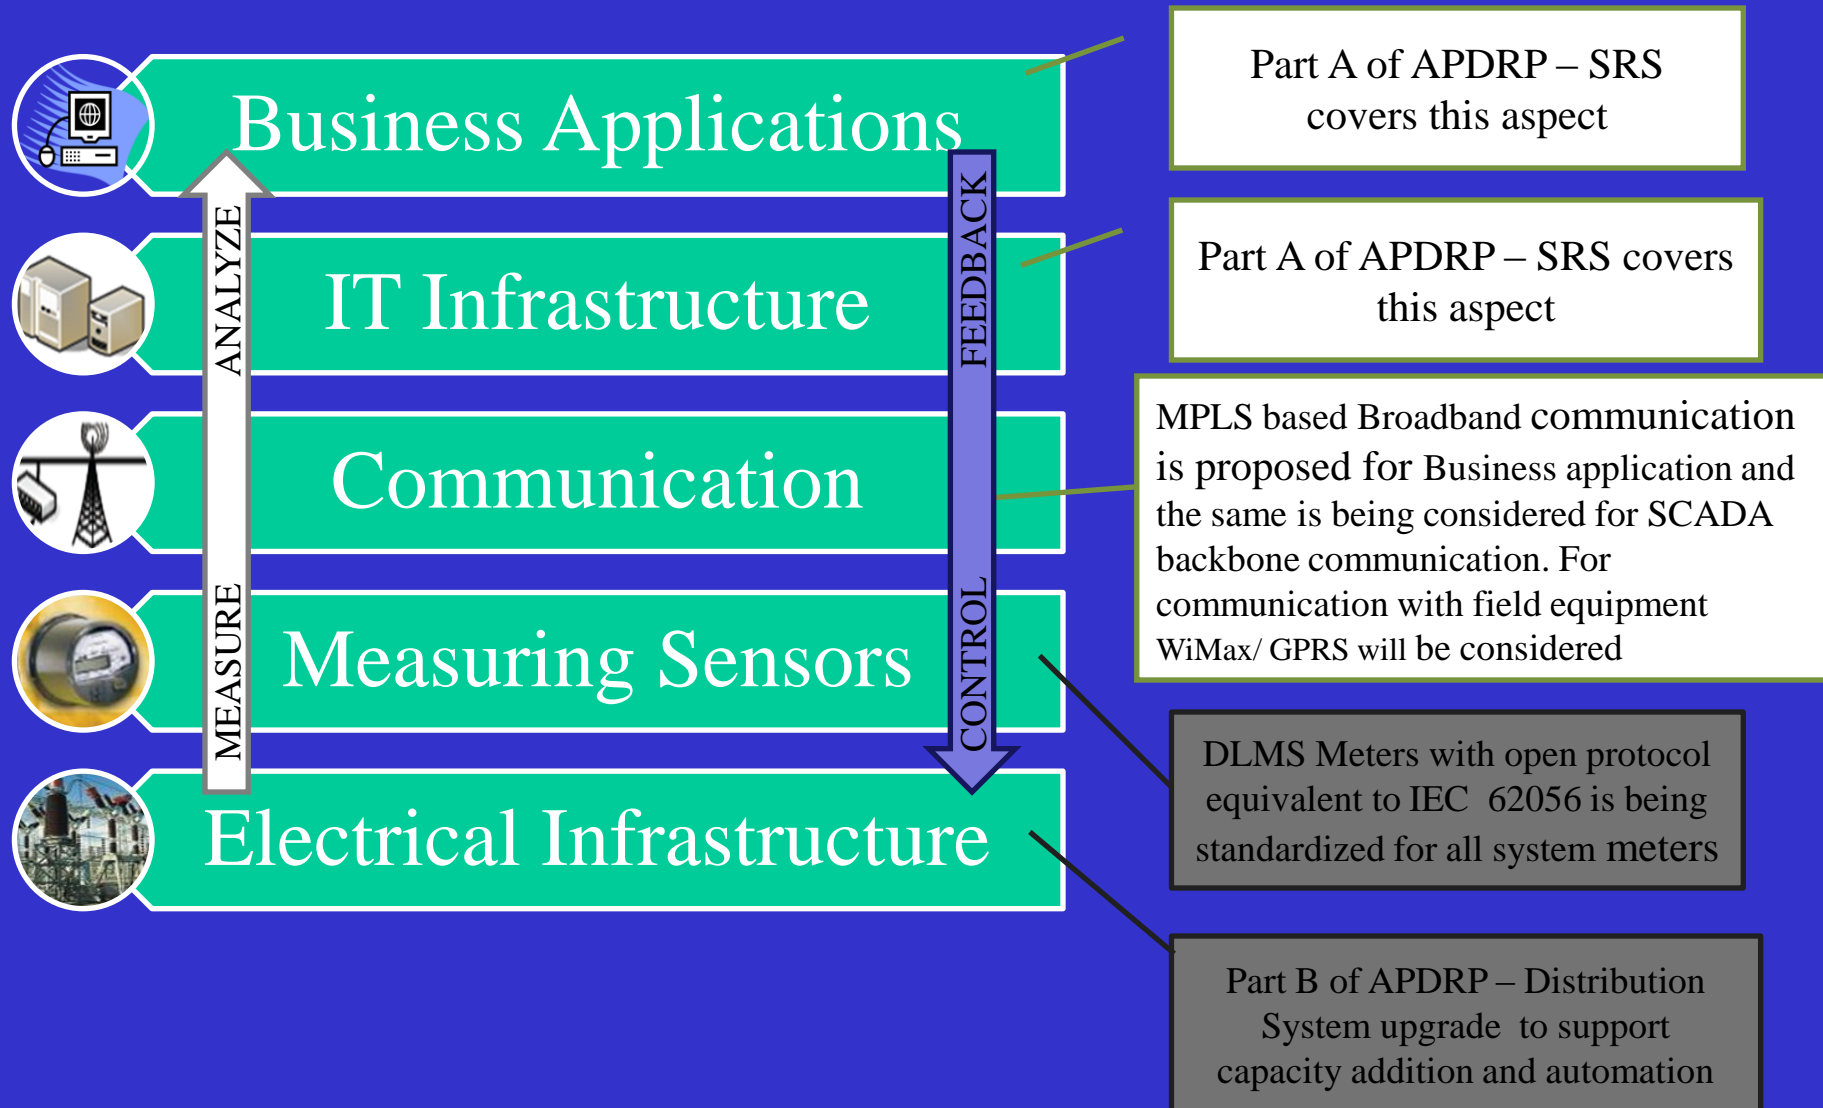 Business Applications
IT Infrastructure
Communication
Measuring Sensors
Electrical Infrastructure
ANALYZE
MEASURE
FEEDBACK
CONTROL
Part A of APDRP – SRS
covers this aspect
Part A of APDRP – SRS covers
this aspect
MPLS based Broadband communication
is proposed for Business application and
the same is being considered for SCADA
backbone communication. For
communication with field equipment
WiMax/ GPRS will be considered
DLMS Meters with open protocol
equivalent to IEC 62056 is being
standardized for all system meters
Part B of APDRP – Distribution
System upgrade to support
capacity addition and automation